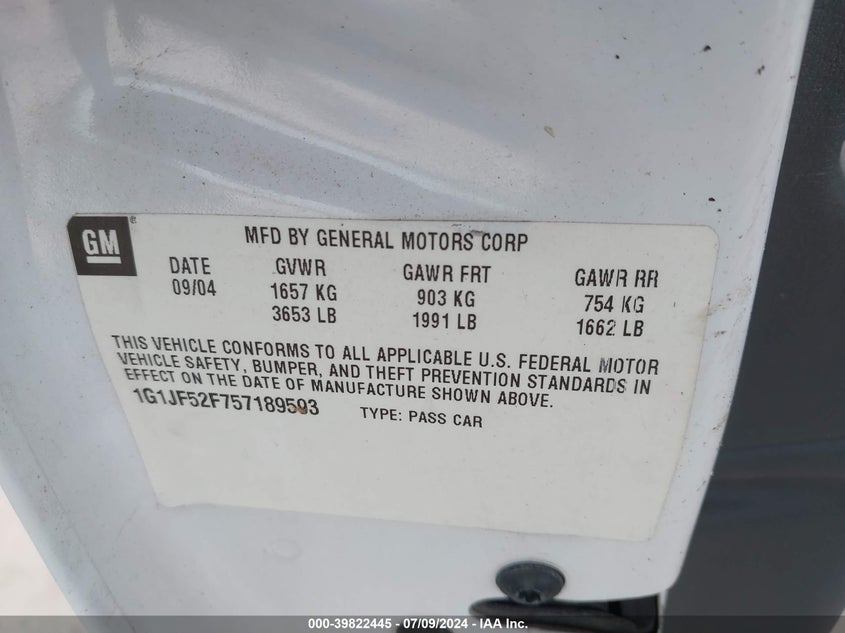 GM
MFD BY GENERAL MOTORS CORP
DATE GVWR GAWR FRT GAWR RR
09/04 1657 KG 903 KG 754 KG
3653 LB 1991 LB 1662 LB
THIS VEHICLE CONFORMS TO ALL APPLICABLE U.S. FEDERAL MOTOR
VEHICLE SAFETY, BUMPER, AND THEFT PREVENTION STANDARDS IN
EFFECT ON THE DATE OF MANUFACTURE SHOWN ABOVE.
TYPE: PASS CAR
000-39822445 - 07/09/2024 - IAA Inc.